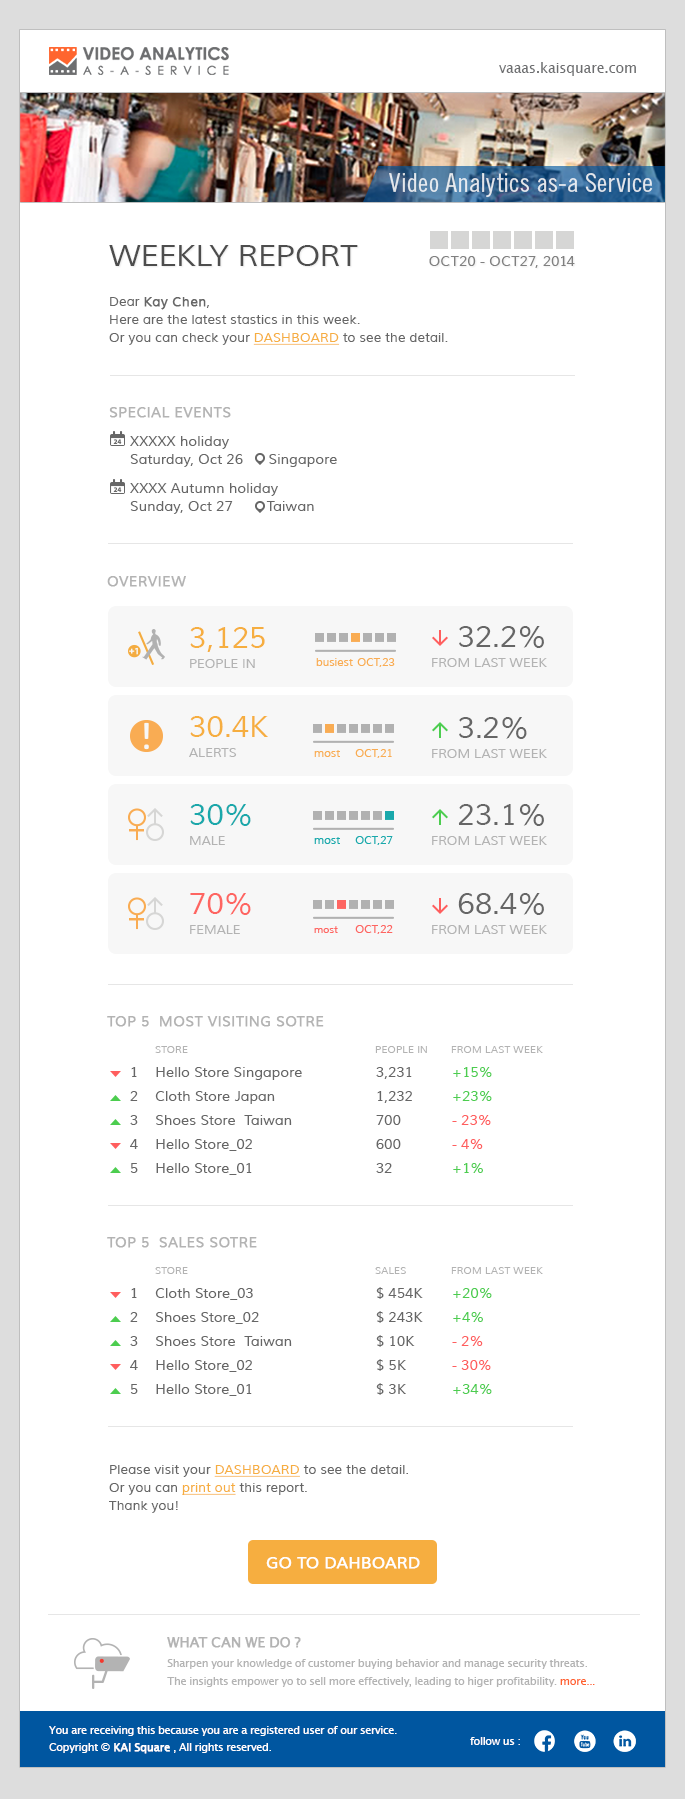 VIDEO ANALYTICS
AS-A-SERVICE
vaaas.kaisquare.com
Video Analytics as-a Service
WEEKLY REPORT
OCT20 - OCT27, 2014
Dear Kay Chen,
Here are the latest stastics in this week.
Or you can check your DASHBOARD to see the detail.
SPECIAL EVENTS
24 XXXXX holiday
Saturday, Oct 26 Singapore
24 XXXX Autumn holiday
Sunday, Oct 27 Taiwan
OVERVIEW
+1 3,125 32.2%
PEOPLE IN busiest OCT,23 FROM LAST WEEK
30.4K 3.2%
ALERTS most OCT,21 FROM LAST WEEK
30% 23.1%
MALE most OCT,27 FROM LAST WEEK
70% 68.4%
FEMALE most OCT,22 FROM LAST WEEK
TOP 5 MOST VISITING SOTRE
STORE PEOPLE IN FROM LAST WEEK
1 Hello Store Singapore 3,231 +15%
2 Cloth Store Japan 1,232 +23%
3 Shoes Store Taiwan 700 - 23%
4 Hello Store_02 600 - 4%
5 Hello Store_01 32 +1%
TOP 5 SALES SOTRE
STORE SALES FROM LAST WEEK
1 Cloth Store_03 $ 454K +20%
2 Shoes Store_02 $ 243K +4%
3 Shoes Store Taiwan $ 10K - 2%
4 Hello Store_02 $ 5K - 30%
5 Hello Store_01 $ 3K +34%
Please visit your DASHBOARD to see the detail.
Or you can print out this report.
Thank you!
GO TO DAHBOARD
WHAT CAN WE DO ?
Sharpen your knowledge of customer buying behavior and manage security threats.
The insights empower yo to sell more effectively, leading to higer profitability. more...
You are receiving this because you are a registered user of our service.
Copyright © KAI Square , All rights reserved.
follow us : f You Tube in